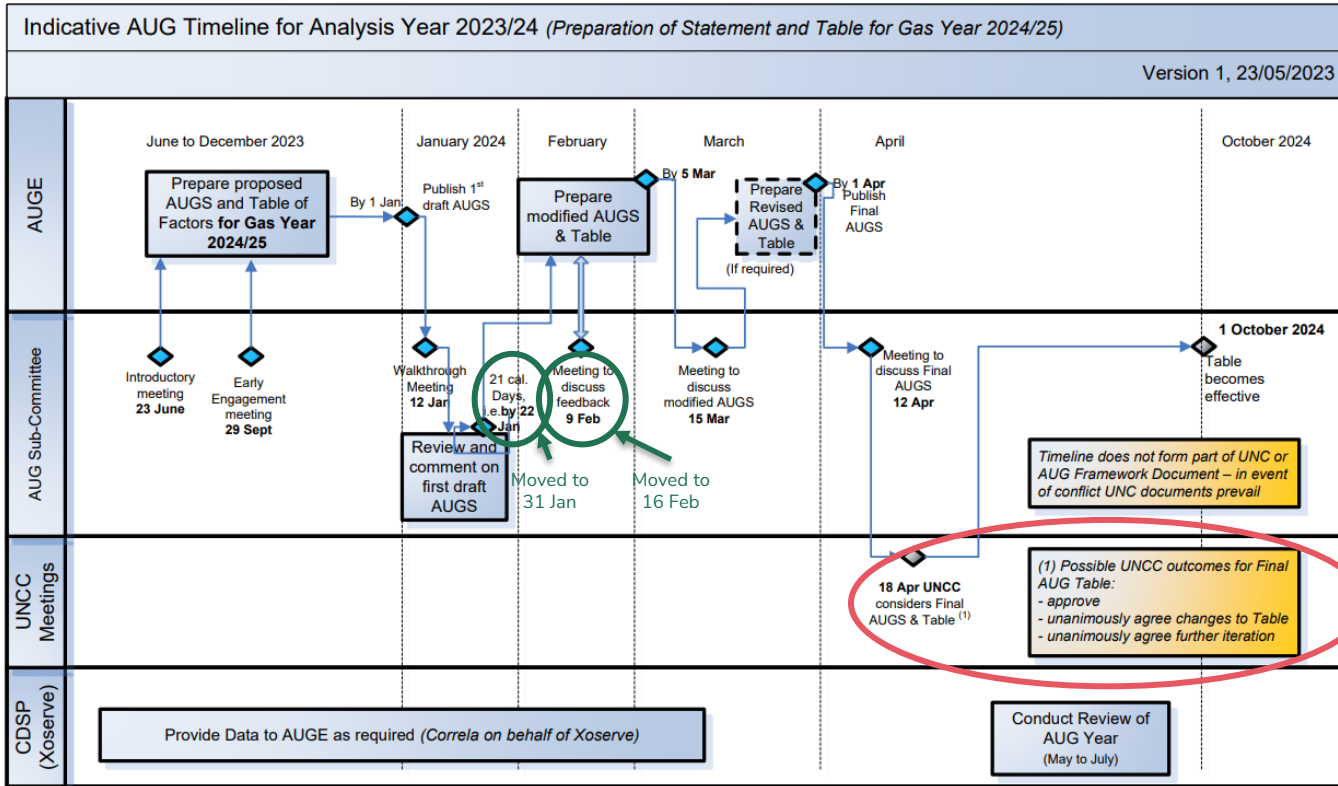 Indicative AUG Timeline for Analysis Year 2023/24 (Preparation of Statement and Table for Gas Year 2024/25)
Version 1, 23/05/2023
AUGE
June to December 2023
January 2024
February
March
April
October 2024
Prepare proposed
AUGS and Table of
Factors for Gas Year
2024/25
By 1 Jan
Publish 1st
draft AUGS
Prepare
modified AUGS
& Table
By 5 Mar
Prepare
Revised
AUGS &
Table
(If required)
By 1 Apr
Publish
Final
AUGS
AUG Sub-Committee
Introductory
meeting
23 June
Early
Engagement
meeting
29 Sept
Walkthrough
Meeting
12 Jan
21 cal.
Days,
i.e.by 22
Jan
Review and
comment on
first draft
AUGS
Meeting to
discuss
feedback
9 Feb
Moved to
31 Jan
Moved to
16 Feb
Meeting to
discuss
modified AUGS
15 Mar
Meeting to
discuss Final
AUGS
12 Apr
1 October 2024
Table
becomes
effective
Timeline does not form part of UNC or
AUG Framework Document – in event
of conflict UNC documents prevail
UNCC
Meetings
18 Apr UNCC
considers Final
AUGS & Table (1)
(1) Possible UNCC outcomes for Final
AUG Table:
- approve
- unanimously agree changes to Table
- unanimously agree further iteration
CDSP
(Xoserve)
Provide Data to AUGE as required (Correla on behalf of Xoserve)
Conduct Review of
AUG Year
(May to July)